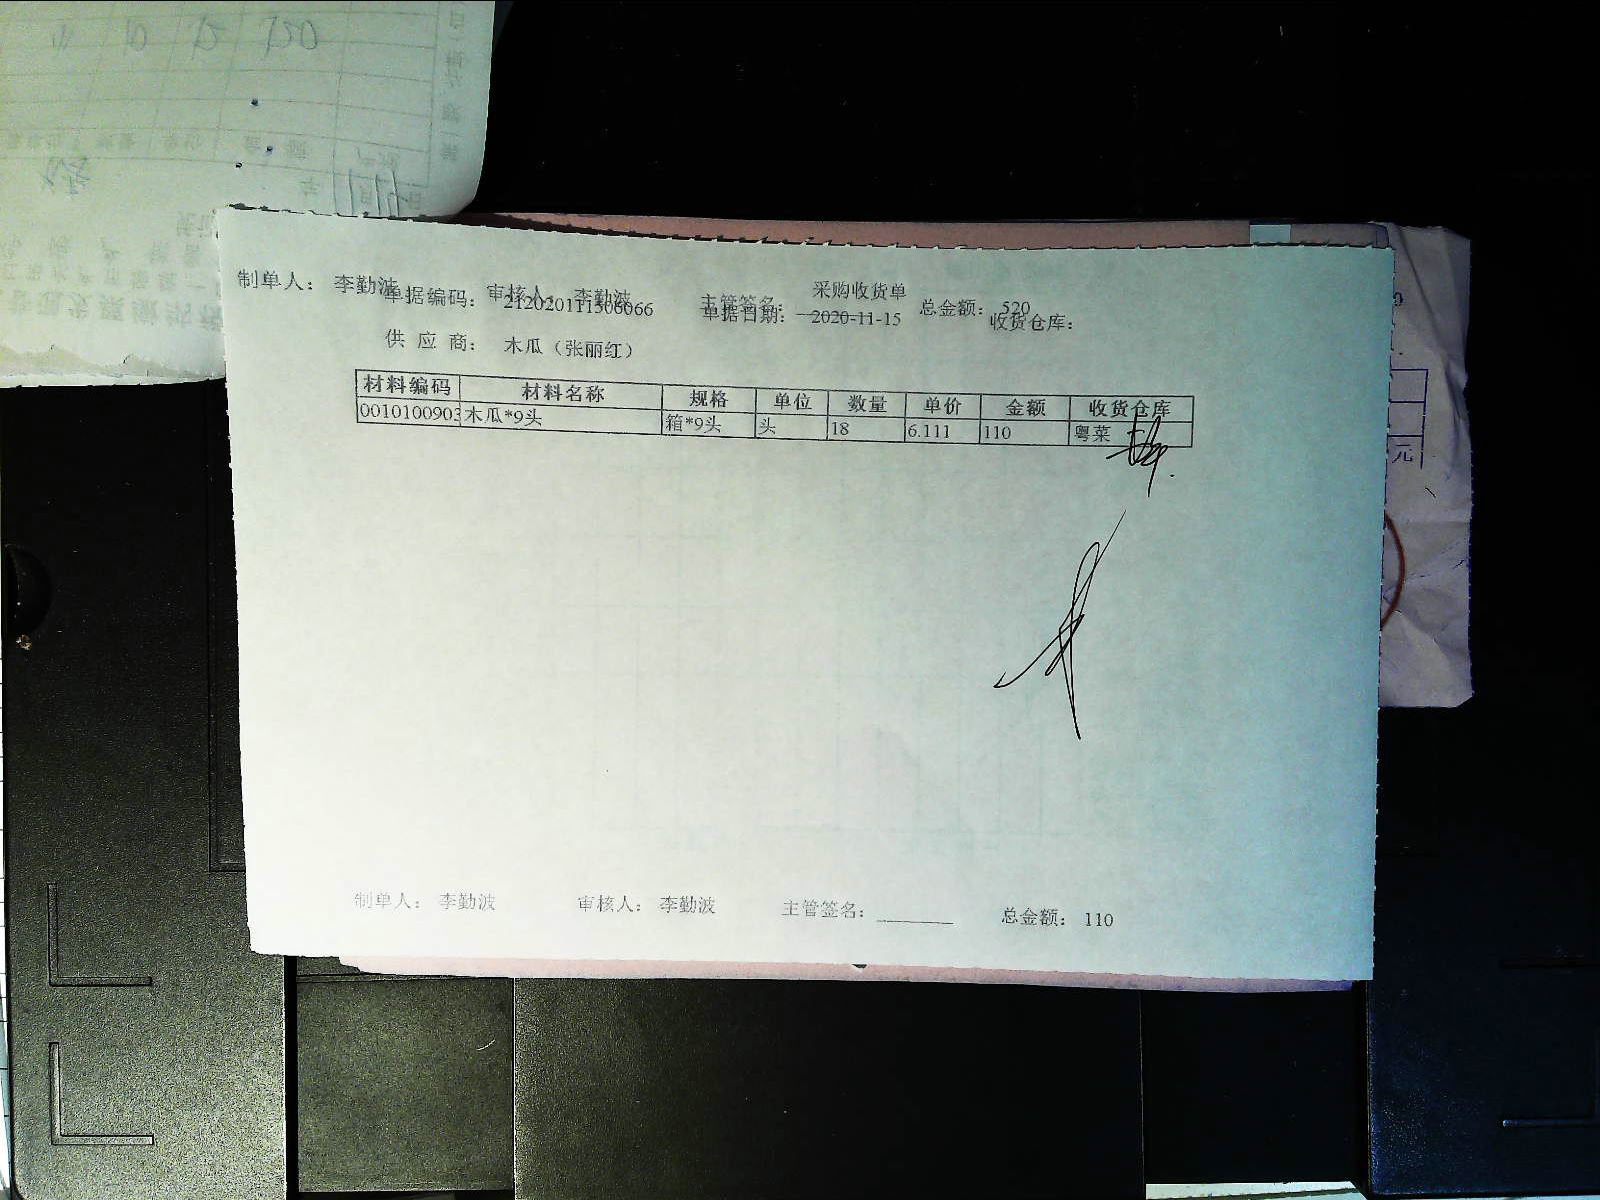 采购收货单
制单人： 李勤波 审核人： 李勤波 主管签名： 总金额： 520
单据编码： 212020111506066 单据日期： 2020-11-15 收货仓库：
供 应 商： 木瓜（张丽红）
材料编码 材料名称 规格 单位 数量 单价 金额 收货仓库
0010100903 木瓜*9头 箱*9头 头 18 6.111 110 粤菜
元
制单人： 李勤波 审核人： 李勤波 主管签名： 总金额： 110